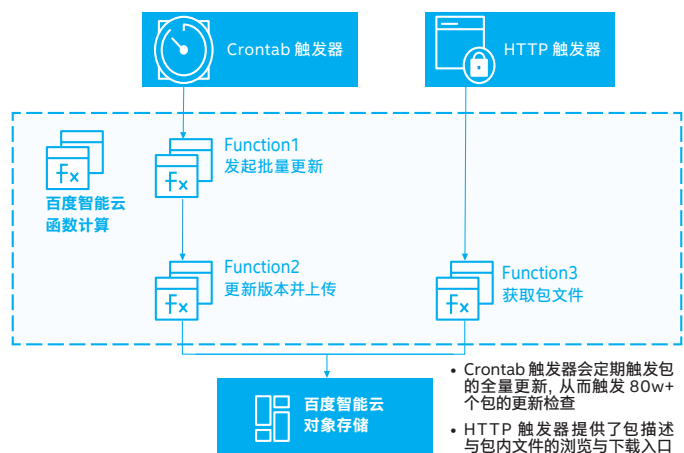 Crontab 触发器
HTTP 触发器
Function1
发起批量更新
fx
fx
百度智能云
函数计算
Function2
更新版本并上传
fx
Function3
获取包文件
fx
百度智能云
对象存储
• Crontab 触发器会定期触发包
的全量更新, 从而触发 80w+
个包的更新检查
• HTTP 触发器提供了包描述
与包内文件的浏览与下载入口